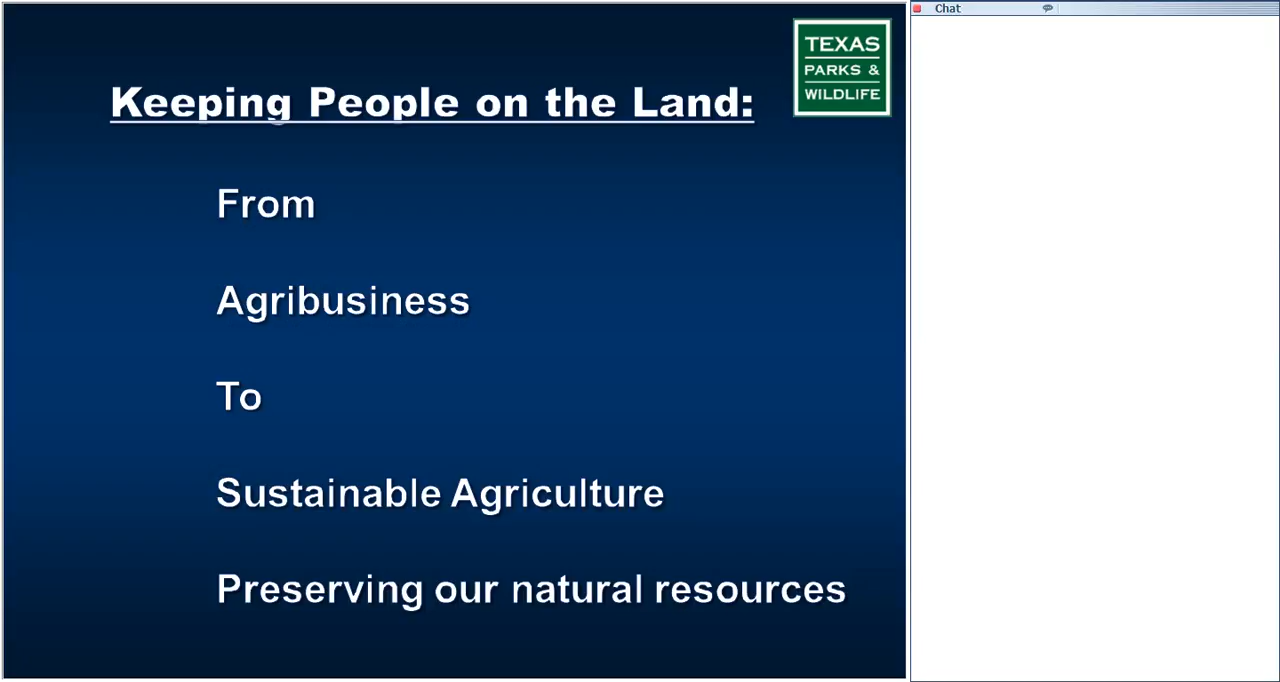 TEXAS
PARKS &
WILDLIFE
Keeping People on the Land:
From
Agribusiness
To
Sustainable Agriculture
Preserving our natural resources
Chat